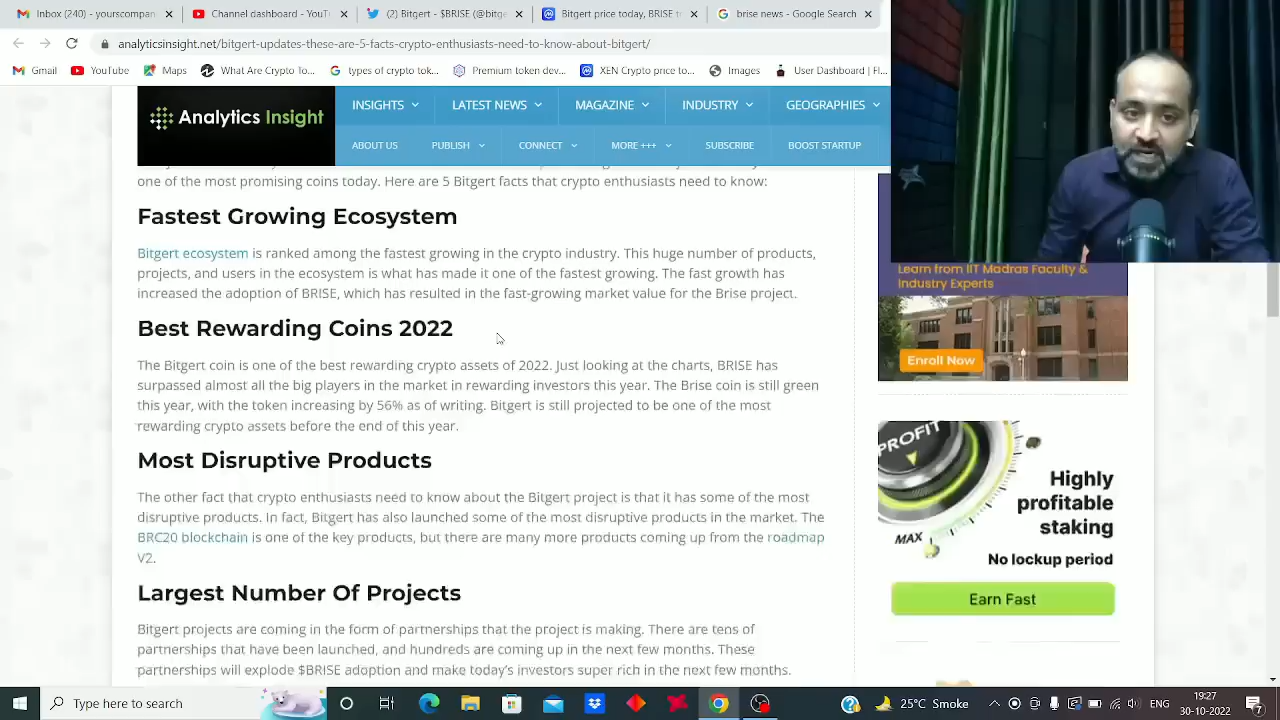 Inbox (240) - officialrising
(2) Bitgert - $BRISE (@bitge
Bitgert price today, BRISE t
brise news - Google Search
analyticsinsight.net/bitgert-updates-these-are-5-facts-crypto-enthusiasts-need-to-know-about-bitgert/
Gmail
YouTube
Maps
What Are Crypto To...
types of crypto tok...
Premium token dev...
XEN Crypto price to...
Images
User Dashboard | Fl...
Analytics Insight
INSIGHTS
LATEST NEWS
MAGAZINE
INDUSTRY
GEOGRAPHIES
ABOUT US
PUBLISH
CONNECT
MORE +++
SUBSCRIBE
BOOST STARTUP
one of the most promising coins today. Here are 5 Bitgert facts that crypto enthusiasts need to know:
Fastest Growing Ecosystem
Bitgert ecosystem is ranked among the fastest growing in the crypto industry. This huge number of products,
projects, and users in the ecosystem is what has made it one of the fastest growing. The fast growth has
increased the adoption of BRISE, which has resulted in the fast-growing market value for the Brise project.
Best Rewarding Coins 2022
The Bitgert coin is one of the best rewarding crypto assets of 2022. Just looking at the charts, BRISE has
surpassed almost all the big players in the market in rewarding investors this year. The Brise coin is still green
this year, with the token increasing by 56% as of writing. Bitgert is still projected to be one of the most
rewarding crypto assets before the end of this year.
Most Disruptive Products
The other fact that crypto enthusiasts need to know about the Bitgert project is that it has some of the most
disruptive products. In fact, Bitgert has also launched some of the most disruptive products in the market. The
BRC20 blockchain is one of the key products, but there are many more products coming up from the roadmap
V2.
Largest Number Of Projects
Bitgert projects are coming in the form of partnerships that the project is making. There are tens of
partnerships that have been launched, and hundreds are coming up in the next few months. These
partnerships will explode $BRISE adoption and make today's investors super rich in the next few months.
Learn from IIT Madras Faculty &
Industry Experts
Enroll Now
PROFIT
MAX
Highly
profitable
staking
No lockup period
Earn Fast
Type here to search
25°C Smoke
19:27